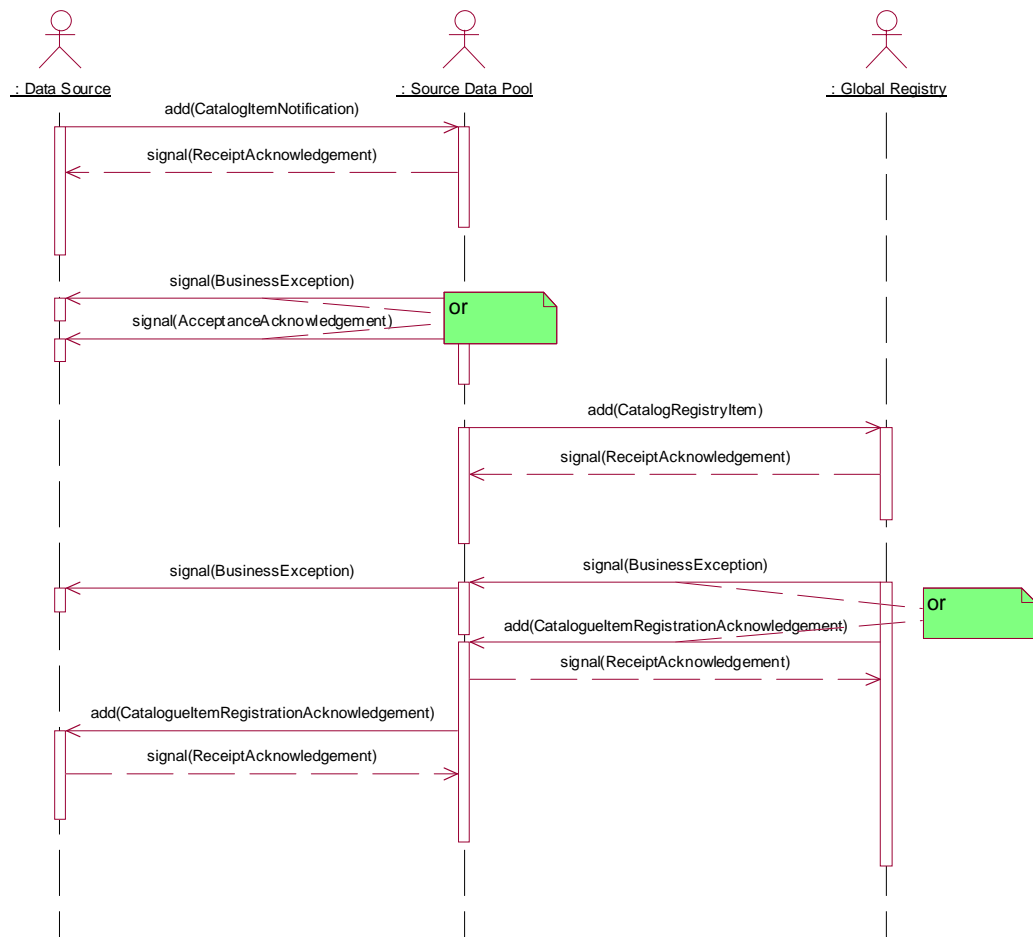 : Data Source
: Source Data Pool
: Global Registry
add(CatalogItemNotification)
signal(ReceiptAcknowledgement)
signal(BusinessException)
or
signal(AcceptanceAcknowledgement)
add(CatalogRegistryItem)
signal(ReceiptAcknowledgement)
signal(BusinessException)
signal(BusinessException)
or
add(CatalogueItemRegistrationAcknowledgement)
signal(ReceiptAcknowledgement)
add(CatalogueItemRegistrationAcknowledgement)
signal(ReceiptAcknowledgement)